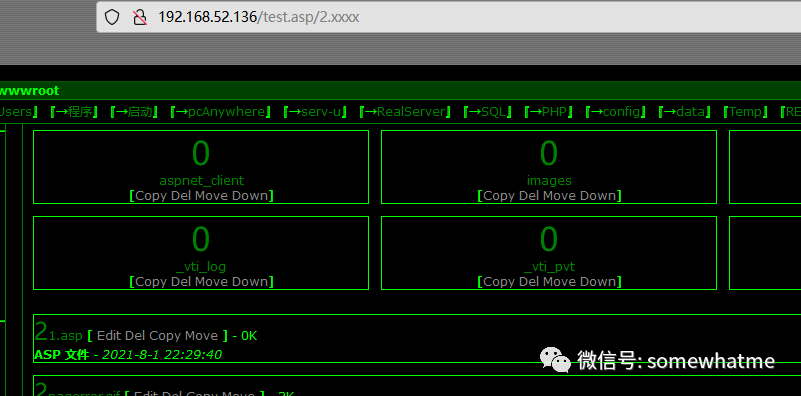 192.168.52.136/test.asp/2.xxxx
wwwroot
Users』 『→程序』 『→启动』 『→pcAnywhere』 『→serv-u』 『→RealServer』 『→SQL』 『→PHP』 『→config』 『→data』 『Temp』 『RE
0
aspnet_client
[Copy Del Move Down]
0
images
[Copy Del Move Down]
0
_vti_log
[Copy Del Move Down]
0
_vti_pvt
[Copy Del Move Down]
21.asp [ Edit Del Copy Move ] - 0K
ASP 文件 - 2021-8-1 22:29:40
微信号: somewhatme
2pagerror.gif [ Edit Del Copy Move ] - 2K